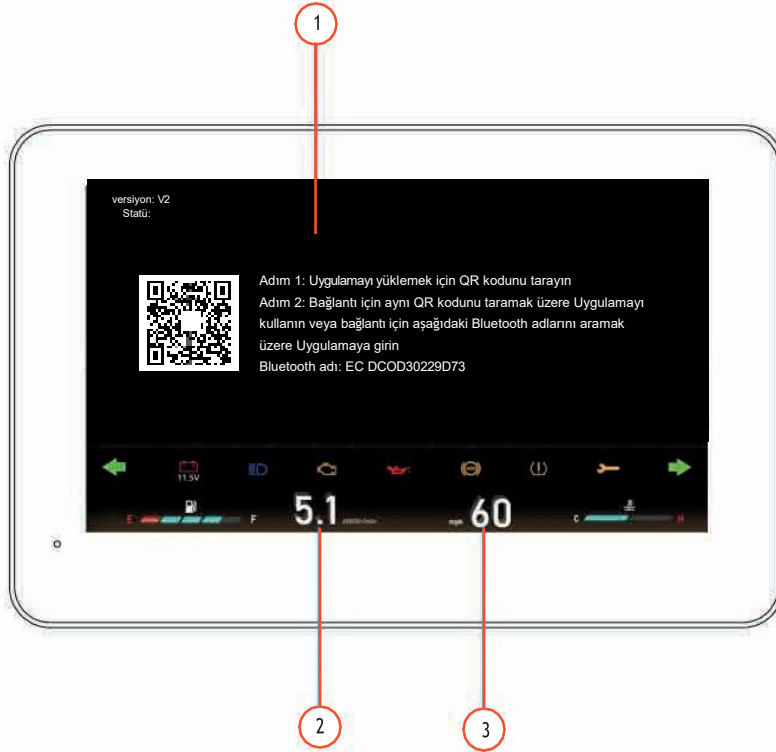 1
versiyon: V2
Statü:
Adım 1: Uygulamayı yüklemek için QR kodunu tarayın
Adım 2: Bağlantı için aynı QR kodunu taramak üzere Uygulamayı
kullanın veya bağlantı için aşağıdaki Bluetooth adlarını aramak
üzere Uygulamaya girin
Bluetooth adı: EC DCOD30229D73
11.5V
E F 5.1 mph 60 C H
2 3